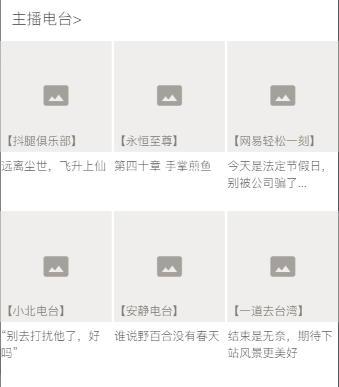 主播电台>
【抖腿俱乐部】
【永恒至尊】
【网易轻松一刻】
远离尘世，飞升上仙
第四十章 手掌煎鱼
今天是法定节假日，
别被公司骗了...
【小北电台】
【安静电台】
【一道去台湾】
“别去打扰他了，好
吗”
谁说野百合没有春天
结束是无奈，期待下
站风景更美好